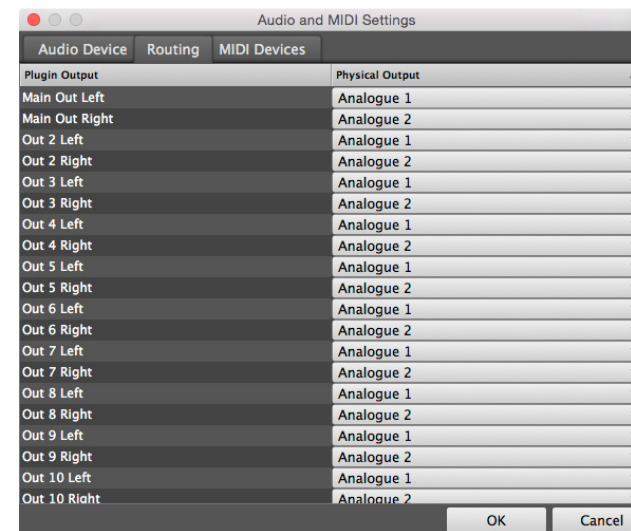 Audio and MIDI Settings
Audio Device Routing MIDI Devices
Plugin Output Physical Output
Main Out Left Analogue 1
Main Out Right Analogue 2
Out 2 Left Analogue 1
Out 2 Right Analogue 2
Out 3 Left Analogue 1
Out 3 Right Analogue 2
Out 4 Left Analogue 1
Out 4 Right Analogue 2
Out 5 Left Analogue 1
Out 5 Right Analogue 2
Out 6 Left Analogue 1
Out 6 Right Analogue 2
Out 7 Left Analogue 1
Out 7 Right Analogue 2
Out 8 Left Analogue 1
Out 8 Right Analogue 2
Out 9 Left Analogue 1
Out 9 Right Analogue 2
Out 10 Left Analogue 1
Out 10 Right Analogue 2
OK Cancel